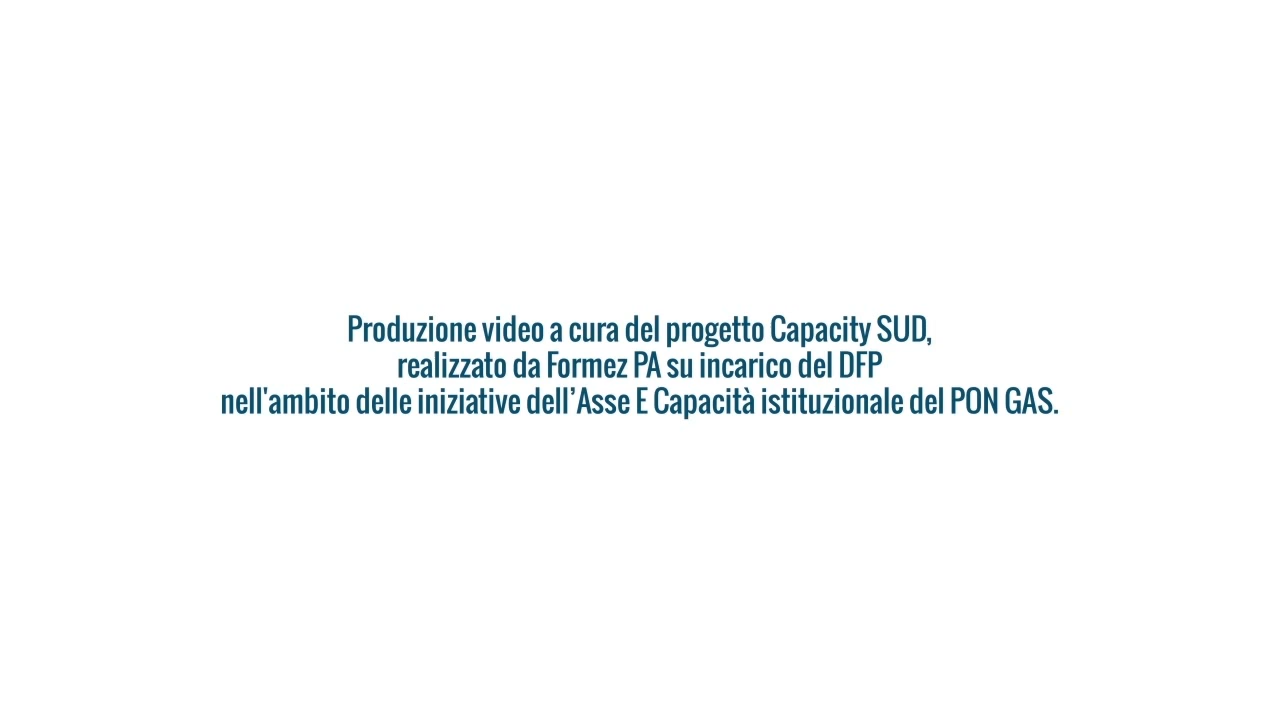 Produzione video a cura del progetto Capacity SUD,
realizzato da Formez PA su incarico del DFP
nell'ambito delle iniziative dell’Asse E Capacità istituzionale del PON GAS.